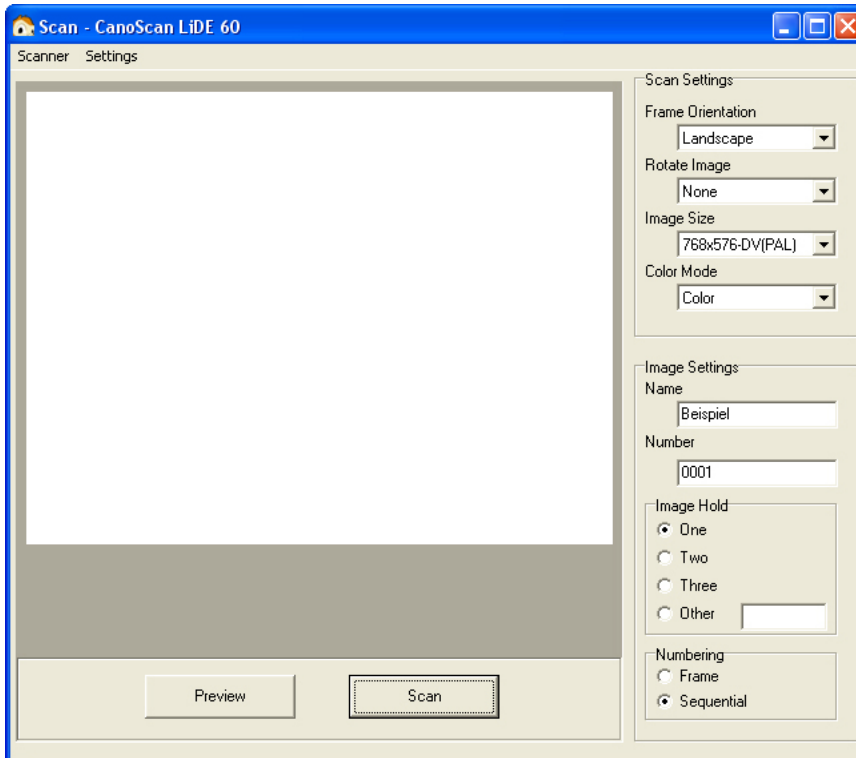 Scan - CanoScan LiDE 60
Scanner Settings
Scan Settings
Frame Orientation
Landscape
Rotate Image
None
Image Size
768x576-DV(PAL)
Color Mode
Color
Image Settings
Name
Beispiel
Number
0001
Image Hold
One
Two
Three
Other
Numbering
Frame
Sequential
Preview Scan